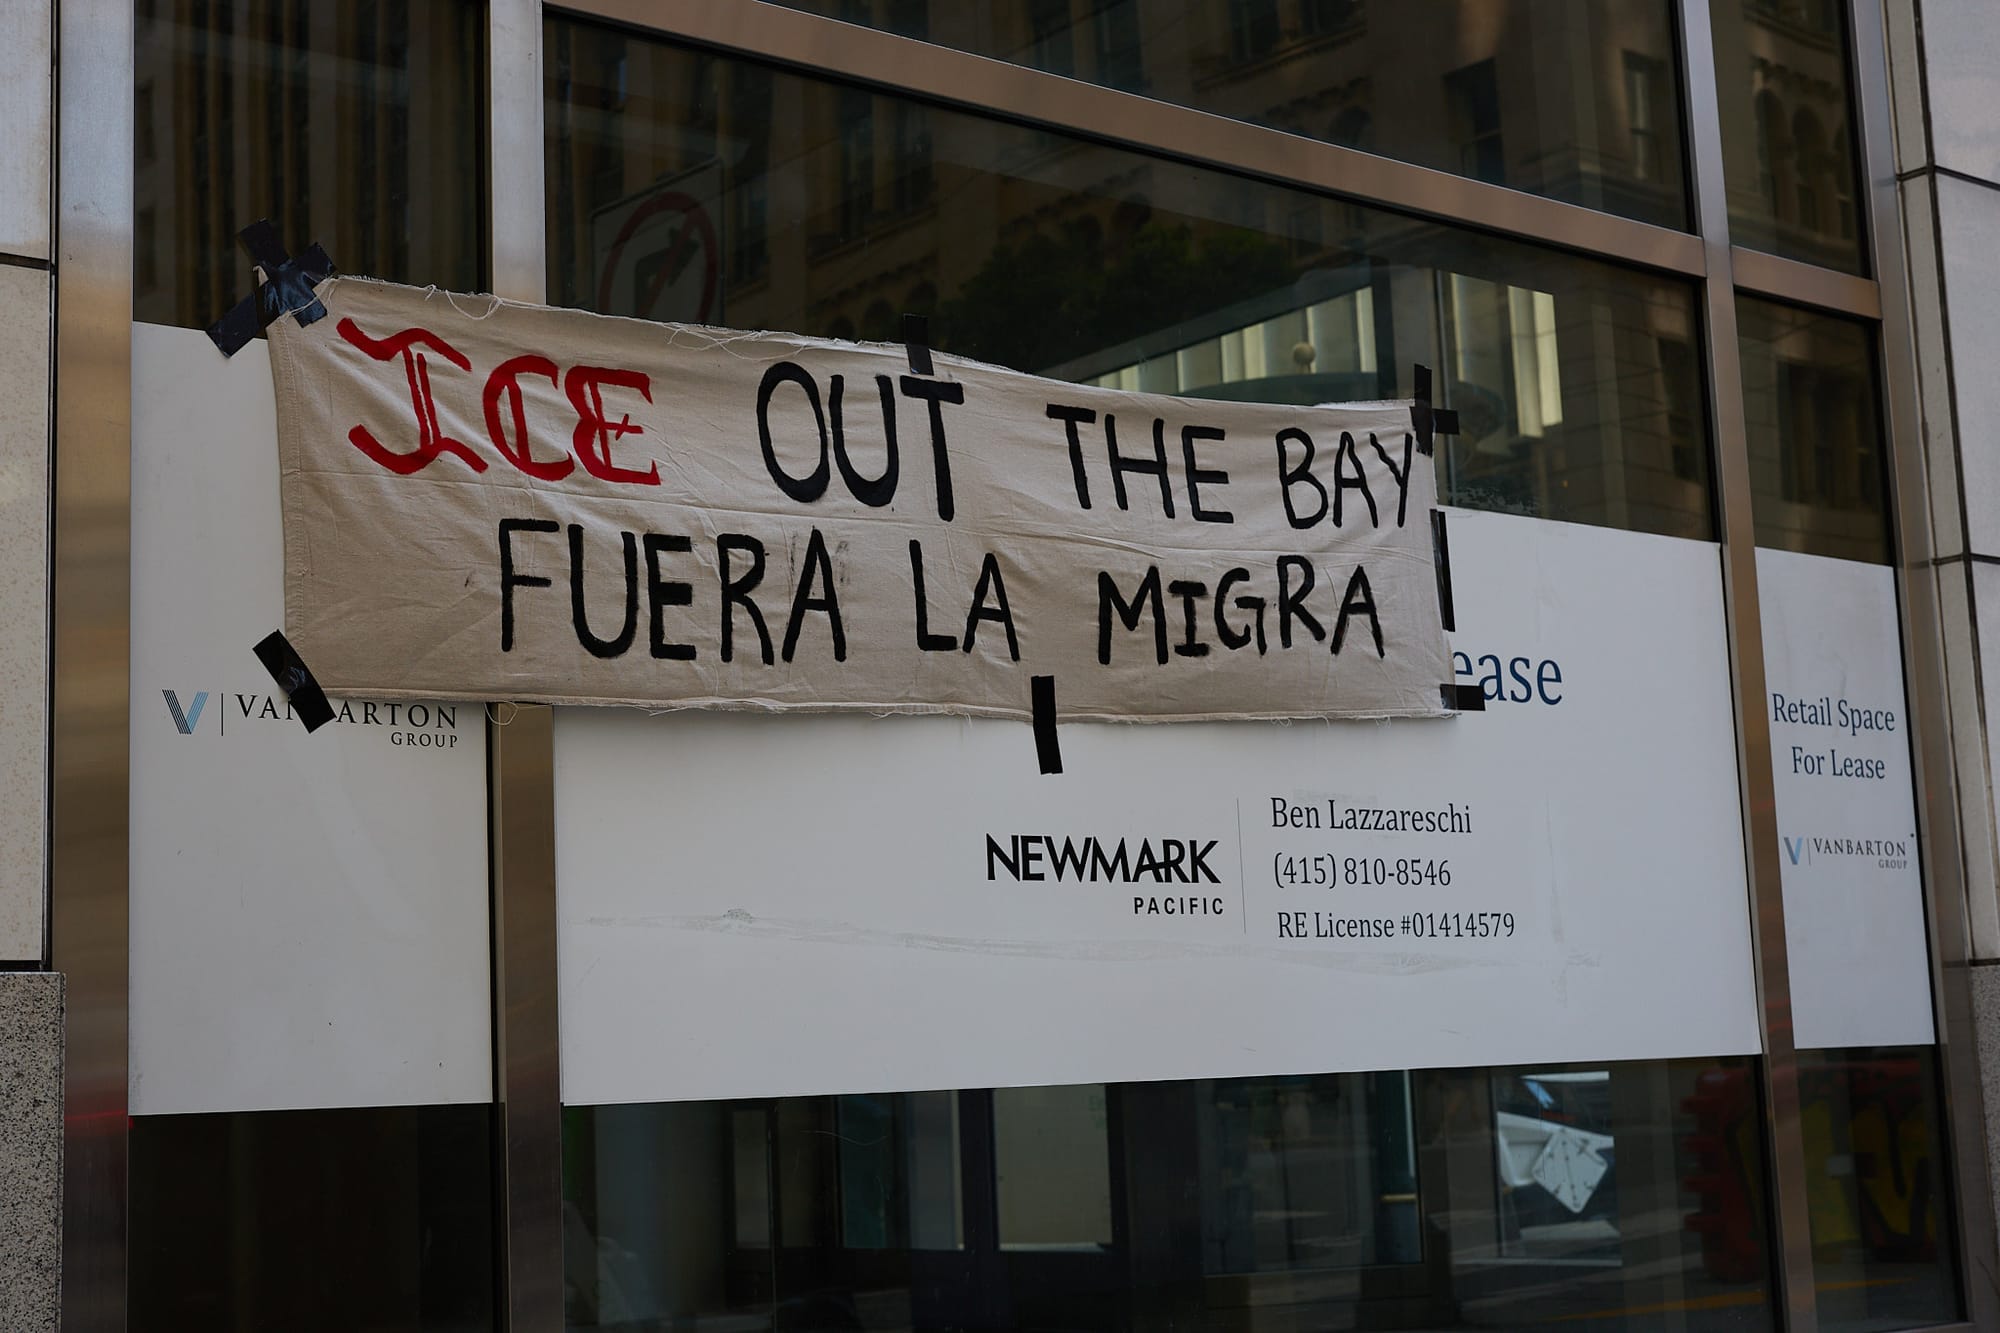 ICE OUT THE BAY
FUERA LA MIGRA
VANBARTON
GROUP
ease
NEWMARK
PACIFIC
Ben Lazzareschi
(415) 810-8546
RE License #01414579
Retail Space
For Lease
VANBARTON
GROUP